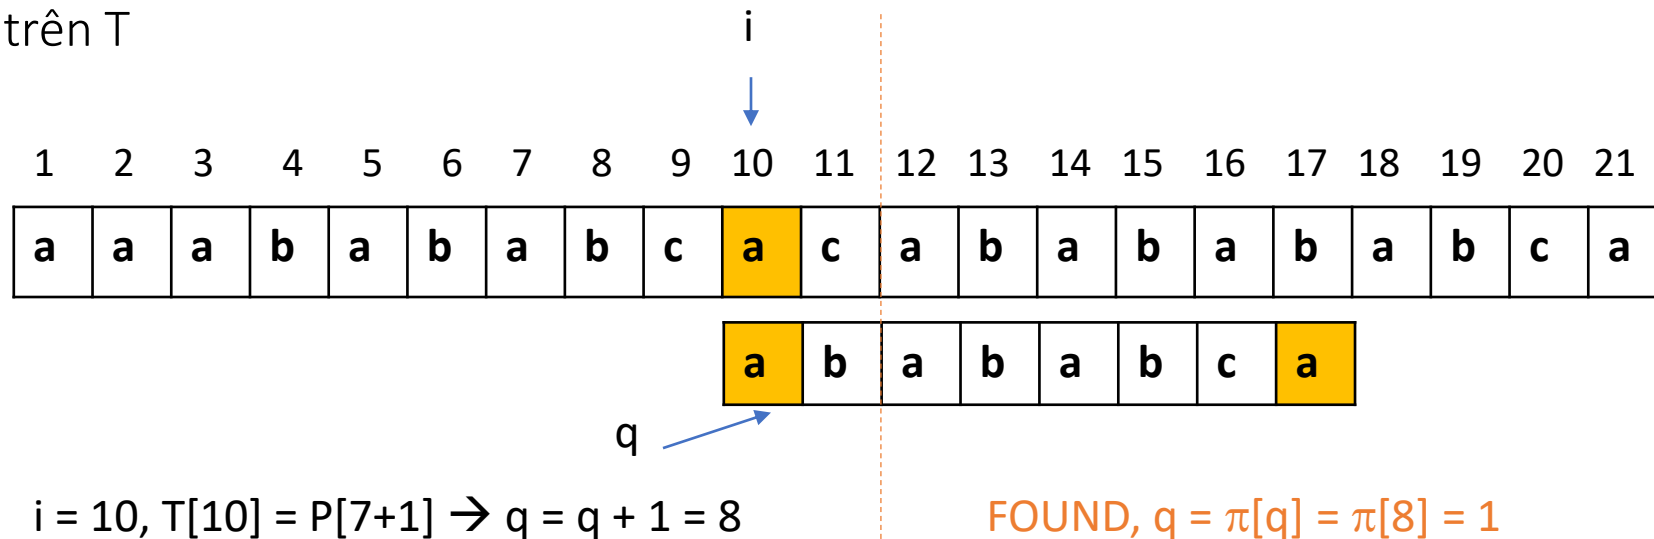 trên T
i
1 2 3 4 5 6 7 8 9 10 11 12 13 14 15 16 17 18 19 20 21
a a a b a b a b c a c a b a b a b a b c a
a b a b a b c a
q
i = 10, T[10] = P[7+1] → q = q + 1 = 8
FOUND, q = π[q] = π[8] = 1